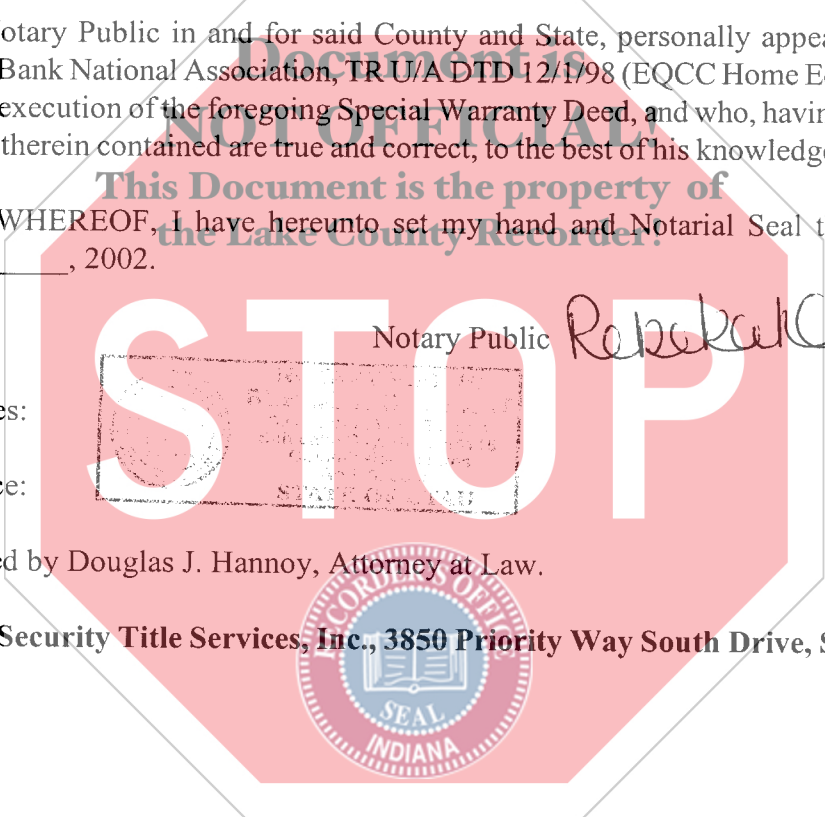 otary Public in and for said County and State, personally appea
Document is
Bank National Association, TR U/A DTD 12/1/98 (EQCC Home E
execution of the foregoing Special Warranty Deed, and who, havin
NOT OFFICIAL!
therein contained are true and correct, to the best of his knowledge
This Document is the property of
WHEREOF, I have hereunto set my hand and Notarial Seal t
the Lake County Recorder!
, 2002.
STOP
Notary Public Rebekah
es:
ce:
ed by Douglas J. Hannoy, Attorney at Law.
Security Title Services, Inc., 3850 Priority Way South Drive, S
RECORDER'S OFFICE
SEAL
INDIANA